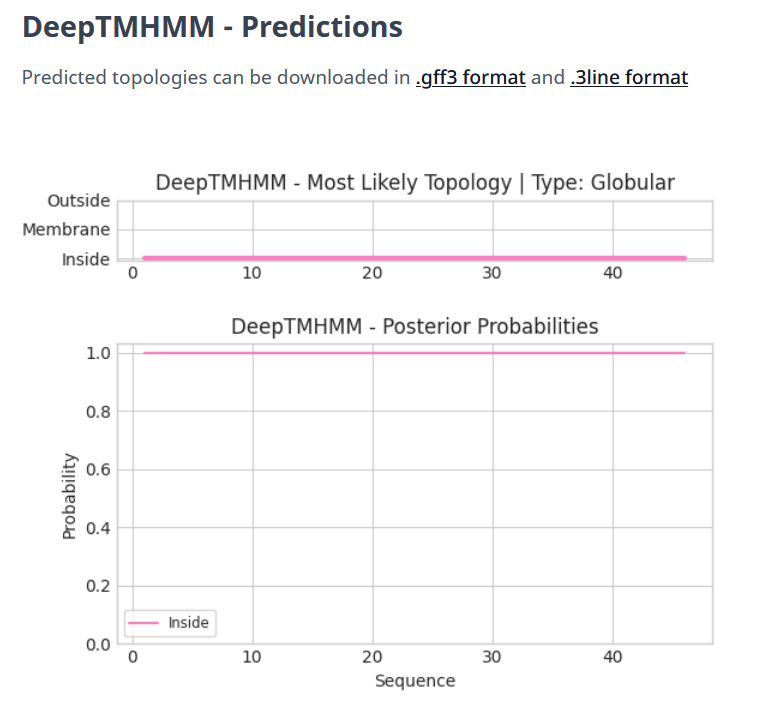 DeepTMHMM - Predictions
Predicted topologies can be downloaded in .gff3 format and .3line format
DeepTMHMM - Most Likely Topology | Type: Globular
Outside
Membrane
Inside
0 10 20 30 40
DeepTMHMM - Posterior Probabilities
1.0
0.8
0.6
0.4
0.2
0.0
Probability
Inside
0 10 20 30 40
Sequence